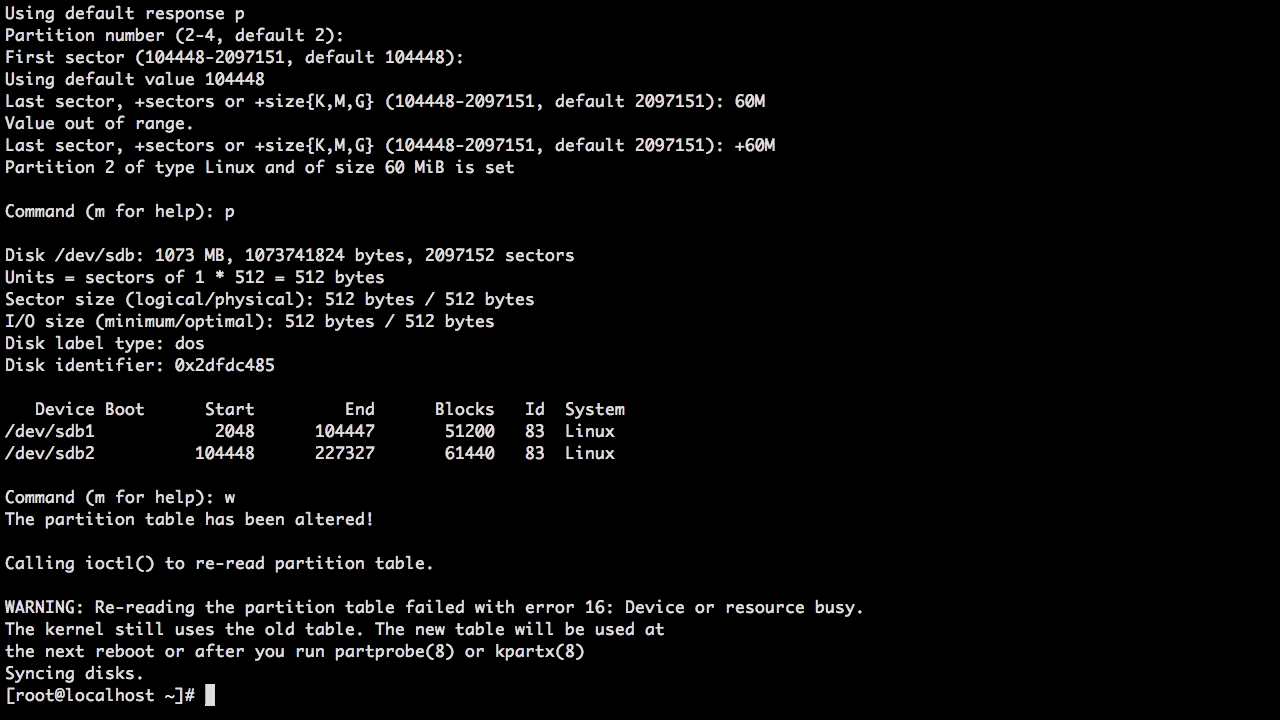 Using default response p
Partition number (2-4, default 2):
First sector (104448-2097151, default 104448):
Using default value 104448
Last sector, +sectors or +size{K,M,G} (104448-2097151, default 2097151): 60M
Value out of range.
Last sector, +sectors or +size{K,M,G} (104448-2097151, default 2097151): +60M
Partition 2 of type Linux and of size 60 MiB is set
Command (m for help): p
Disk /dev/sdb: 1073 MB, 1073741824 bytes, 2097152 sectors
Units = sectors of 1 * 512 = 512 bytes
Sector size (logical/physical): 512 bytes / 512 bytes
I/O size (minimum/optimal): 512 bytes / 512 bytes
Disk label type: dos
Disk identifier: 0x2dfdc485
Device Boot Start End Blocks Id System
/dev/sdb1 2048 104447 51200 83 Linux
/dev/sdb2 104448 227327 61440 83 Linux
Command (m for help): w
The partition table has been altered!
Calling ioctl() to re-read partition table.
WARNING: Re-reading the partition table failed with error 16: Device or resource busy.
The kernel still uses the old table. The new table will be used at
the next reboot or after you run partprobe(8) or kpartx(8)
Syncing disks.
[root@localhost ~]#